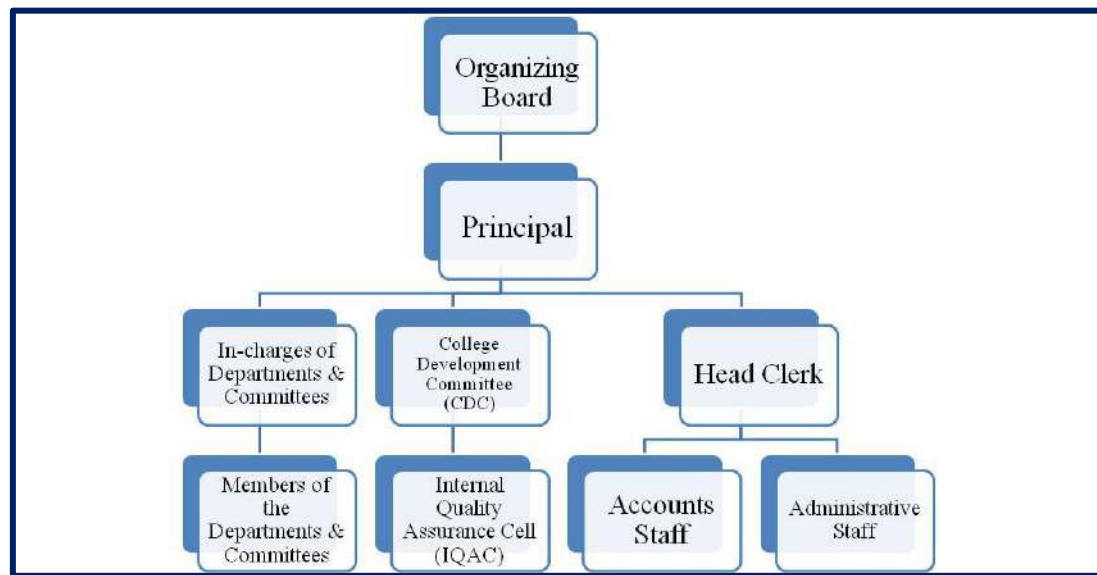 Organizing
Board
Principal
In-charges of
Departments &
Committees
College
Development
Committee
(CDC)
Head Clerk
Members of
the
Departments &
Committees
Internal
Quality
Assurance Cell
(IQAC)
Accounts
Staff
Administrative
Staff